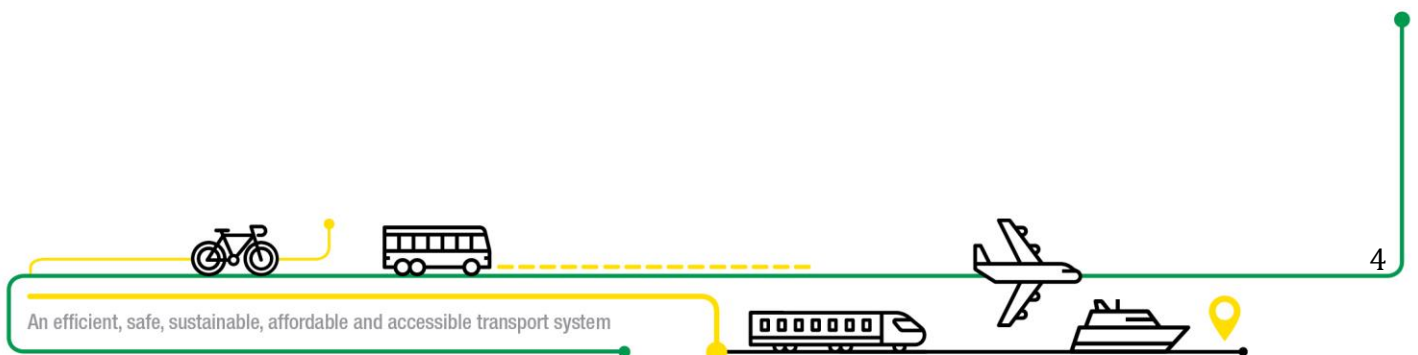 4
An efficient, safe, sustainable, affordable and accessible transport system